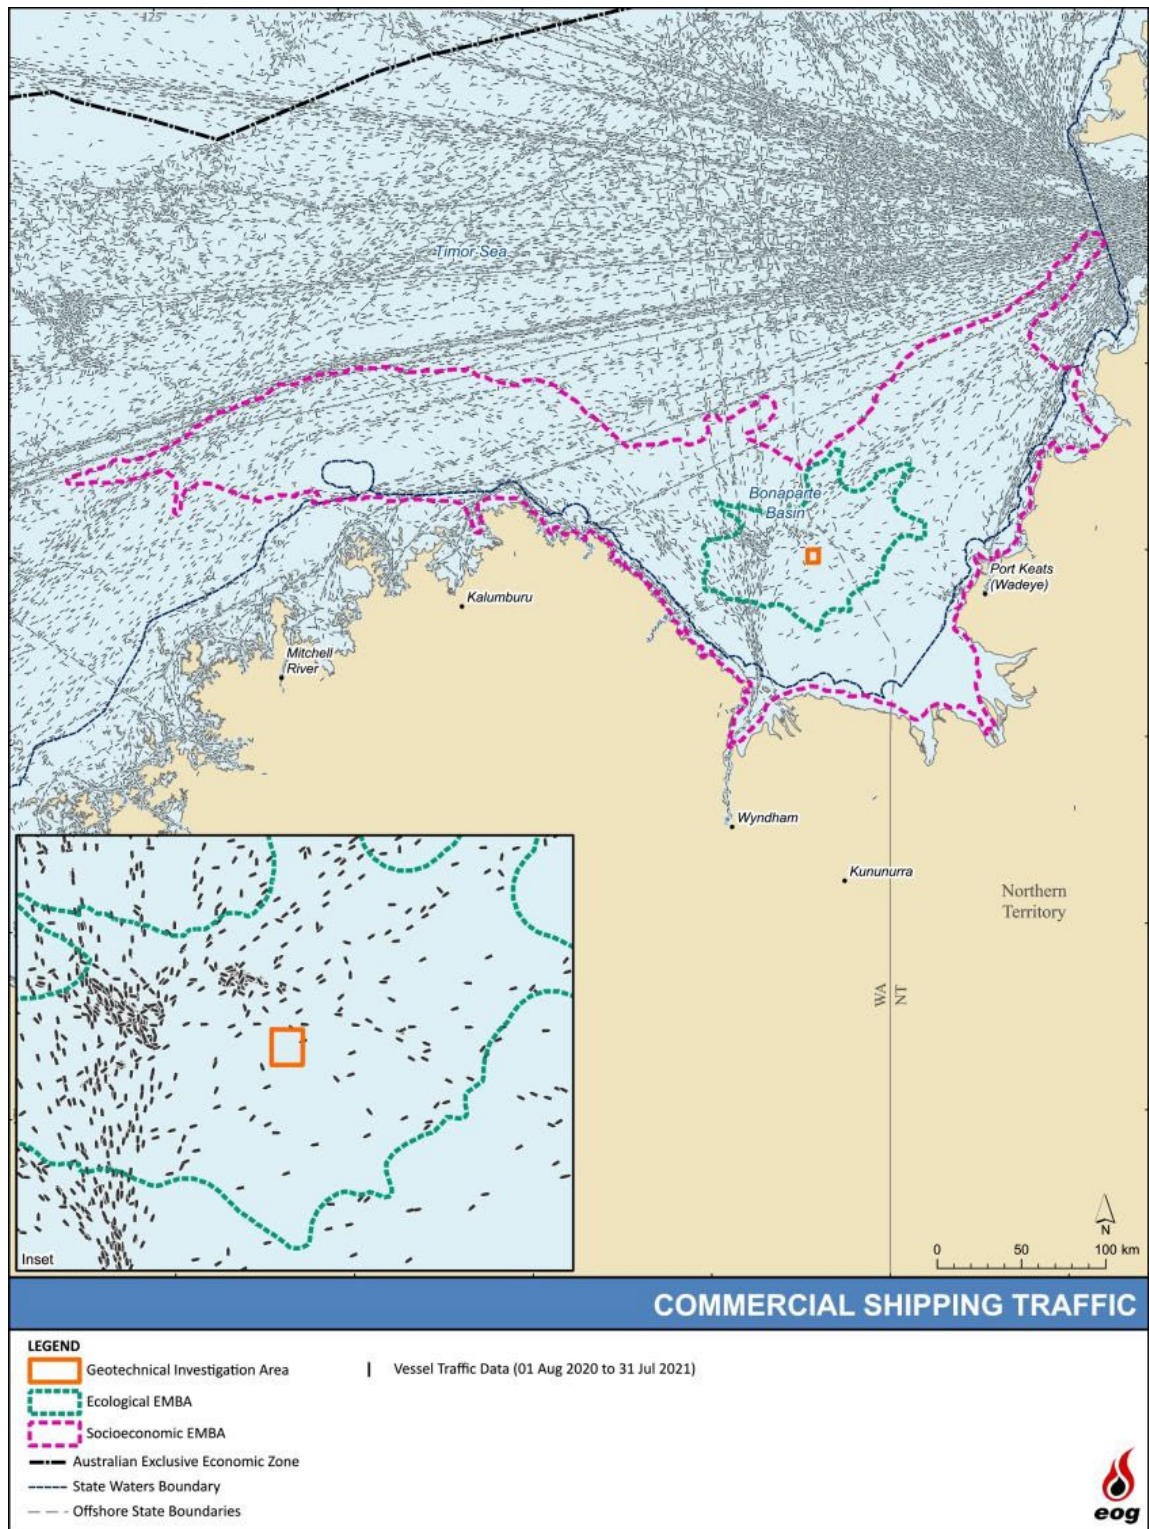 Timor Sea
Bonaparte
Basin
Port Keats
(Wadeye)
Kalumburu
Mitchell
River
Wyndham
Kununurra
Northern
Territory
WA
NT
Inset
N
0 50 100 km
COMMERCIAL SHIPPING TRAFFIC
LEGEND
Geotechnical Investigation Area
Vessel Traffic Data (01 Aug 2020 to 31 Jul 2021)
Ecological EMBA
Socioeconomic EMBA
Australian Exclusive Economic Zone
State Waters Boundary
Offshore State Boundaries
eog